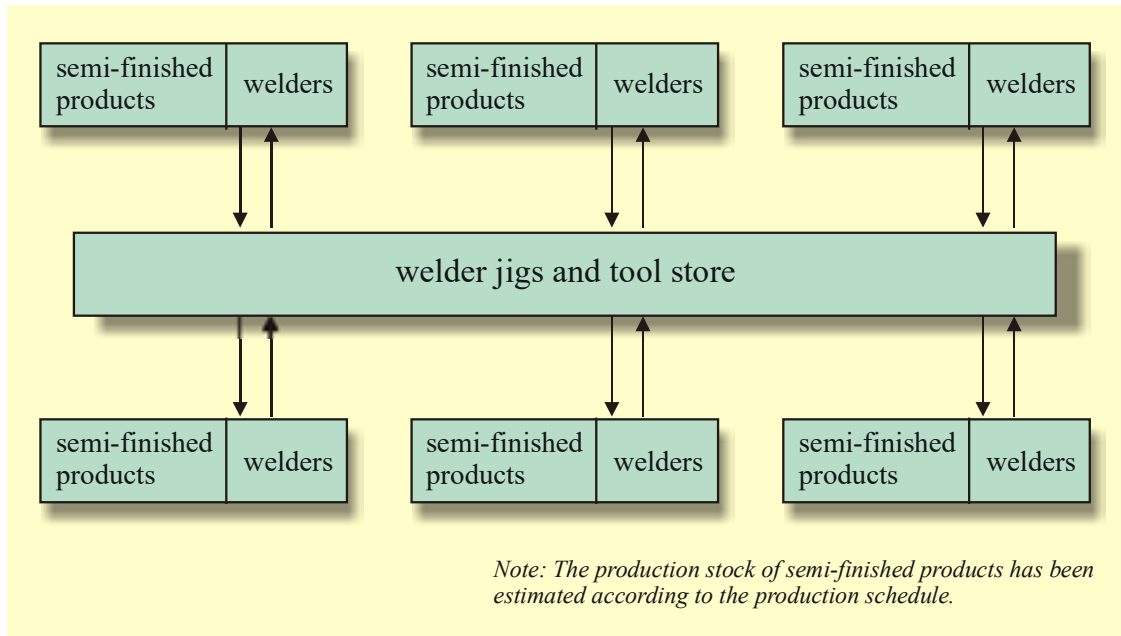 semi-finished
products
welders
semi-finished
products
welders
semi-finished
products
welders
welder jigs and tool store
semi-finished
products
welders
semi-finished
products
welders
semi-finished
products
welders
Note: The production stock of semi-finished products has been
estimated according to the production schedule.